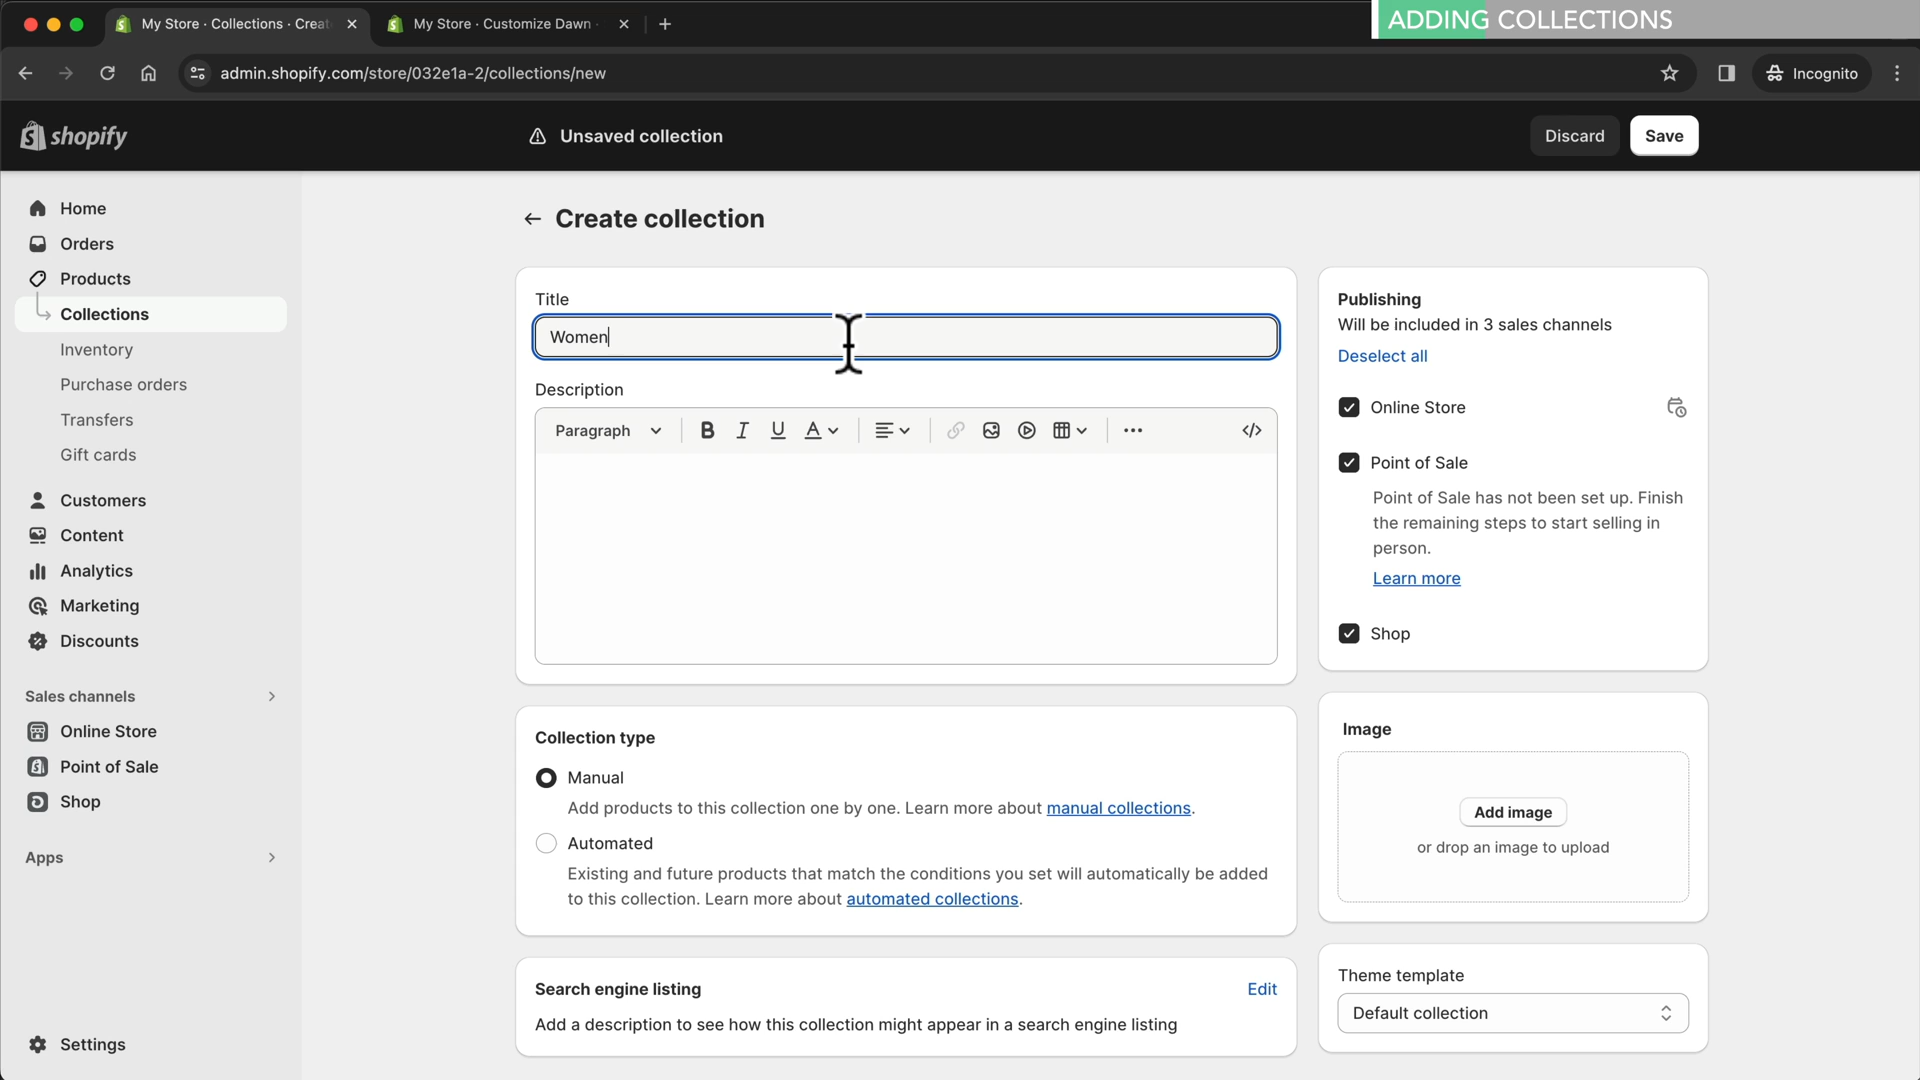 My Store · Collections · Creat
My Store · Customize Dawn ·
ADDING COLLECTIONS
admin.shopify.com/store/032e1a-2/collections/new
Incognito
shopify
Unsaved collection
Discard
Save
Home
Orders
Products
Collections
Inventory
Purchase orders
Transfers
Gift cards
Customers
Content
Analytics
Marketing
Discounts
Sales channels
Online Store
Point of Sale
Shop
Apps
Settings
Create collection
Title
Women
Description
Paragraph
B I U A
Collection type
Manual
Add products to this collection one by one. Learn more about manual collections.
Automated
Existing and future products that match the conditions you set will automatically be added
to this collection. Learn more about automated collections.
Search engine listing
Edit
Add a description to see how this collection might appear in a search engine listing
Publishing
Will be included in 3 sales channels
Deselect all
Online Store
Point of Sale
Point of Sale has not been set up. Finish
the remaining steps to start selling in
person.
Learn more
Shop
Image
Add image
or drop an image to upload
Theme template
Default collection